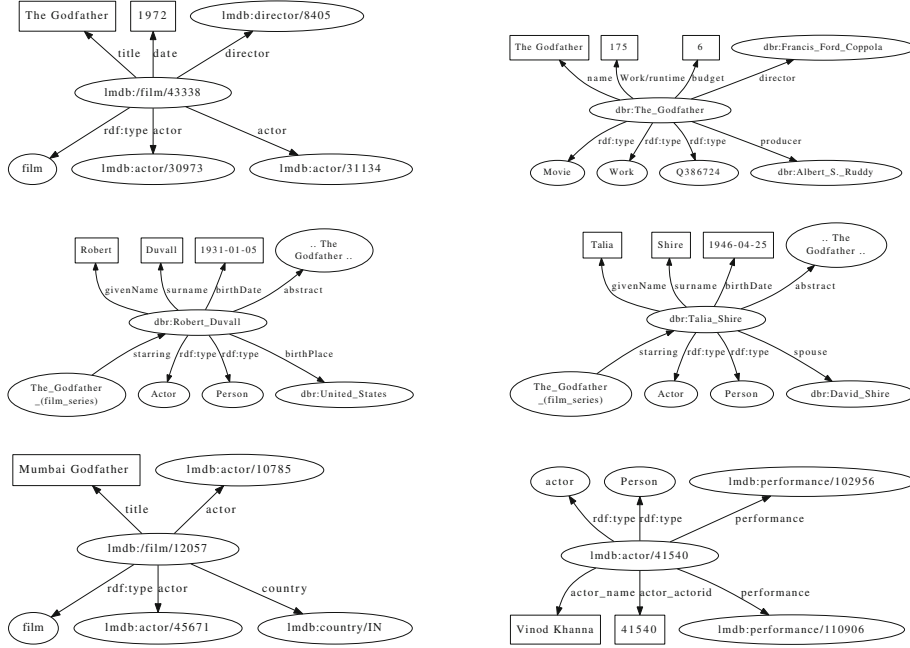 The Godfather
1972
lmdb:director/8405
title
date
director
lmdb:/film/43338
rdf:type
actor
actor
film
lmdb:actor/30973
lmdb:actor/31134
The Godfather
175
6
dbr:Francis_Ford_Coppola
name
Work/runtime
budget
director
dbr:The_Godfather
rdf:type
rdf:type
rdf:type
producer
Movie
Work
Q386724
dbr:Albert_S._Ruddy
Robert
Duvall
1931-01-05
.. The
Godfather ..
givenName
surname
birthDate
abstract
dbr:Robert_Duvall
starring
rdf:type
rdf:type
birthPlace
The_Godfather
_(film_series)
Actor
Person
dbr:United_States
Talia
Shire
1946-04-25
.. The
Godfather ..
givenName
surname
birthDate
abstract
dbr:Talia_Shire
starring
rdf:type
rdf:type
spouse
The_Godfather
_(film_series)
Actor
Person
dbr:David_Shire
Mumbai Godfather
lmdb:actor/10785
title
actor
lmdb:/film/12057
rdf:type
actor
country
film
lmdb:actor/45671
lmdb:country/IN
actor
Person
lmdb:performance/102956
rdf:type
rdf:type
performance
lmdb:actor/41540
actor_name
actor_actorid
performance
Vinod Khanna
41540
lmdb:performance/110906